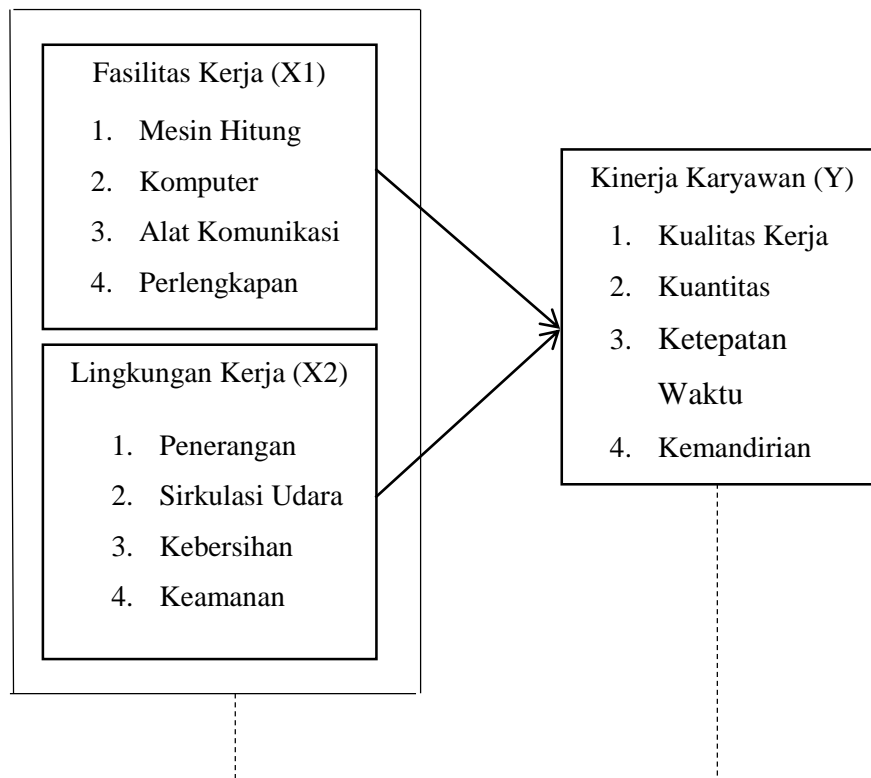 Fasilitas Kerja (X1)
1. Mesin Hitung
2. Komputer
3. Alat Komunikasi
4. Perlengkapan
Lingkungan Kerja (X2)
1. Penerangan
2. Sirkulasi Udara
3. Kebersihan
4. Keamanan
Kinerja Karyawan (Y)
1. Kualitas Kerja
2. Kuantitas
3. Ketepatan
Waktu
4. Kemandirian